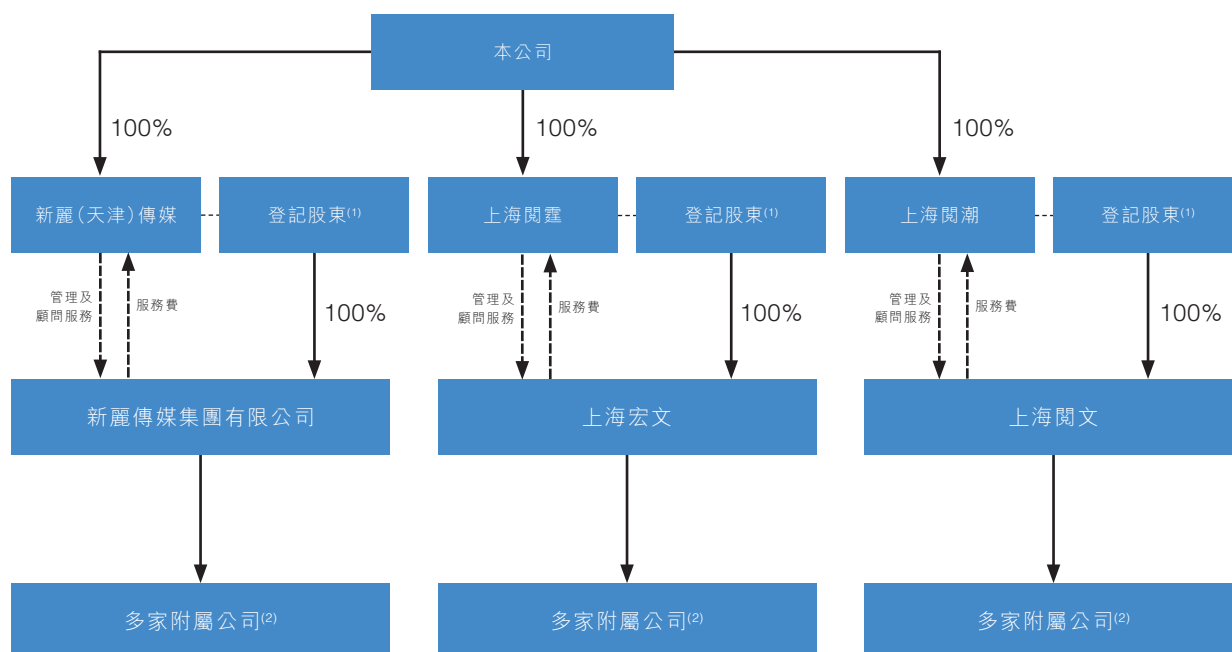 本公司
100%
100%
100%
新麗(天津)傳媒
登記股東(1)
上海閱霆
登記股東(1)
上海閱潮
登記股東(1)
管理及
顧問服務
服務費
100%
管理及
顧問服務
服務費
100%
管理及
顧問服務
服務費
100%
新麗傳媒集團有限公司
上海宏文
上海閱文
多家附屬公司(2)
多家附屬公司(2)
多家附屬公司(2)